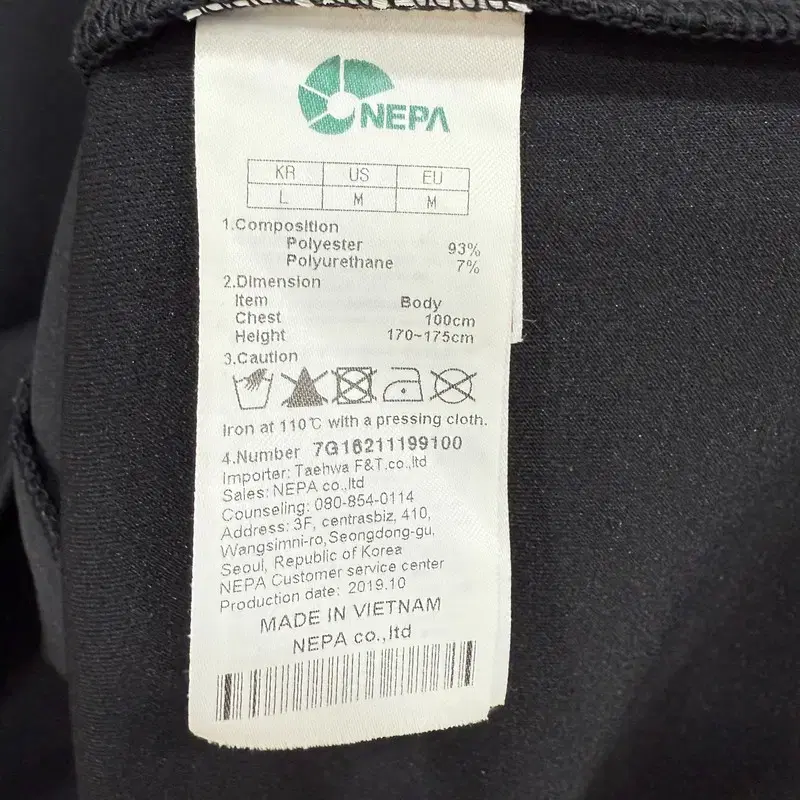 NEPA
KR US EU
L M M
1.Composition
Polyester 93%
Polyurethane 7%
2.Dimension
Item Body
Chest 100cm
Height 170~175cm
3.Caution
Iron at 110℃ with a pressing cloth.
4.Number 7G16211199100
Importer: Taehwa F&T.co.,ltd
Sales: NEPA co.,ltd
Counseling: 080-854-0114
Address: 3F, centrasbiz, 410,
Wangsimni-ro,Seongdong-gu,
Seoul, Republic of Korea
NEPA Customer service center
Production date: 2019.10
MADE IN VIETNAM
NEPA co.,ltd